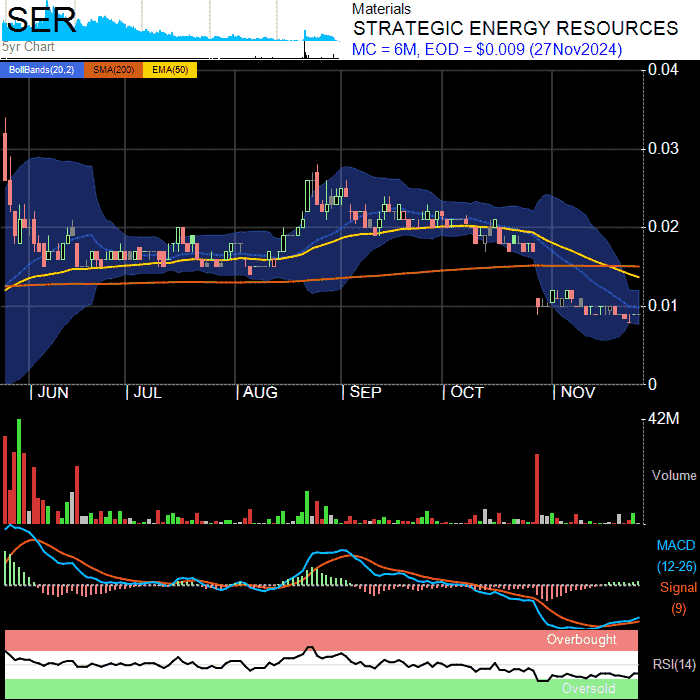 SER
5yr Chart
Materials
STRATEGIC ENERGY RESOURCES
MC = 6M, EOD = $0.009 (27Nov2024)
BollBands(20,2) SMA(200) EMA(50)
0.04
0.03
0.02
0.01
0
JUN JUL AUG SEP OCT NOV
42M
Volume
MACD
(12-26)
Signal
(9)
Overbought
RSI(14)
Oversold